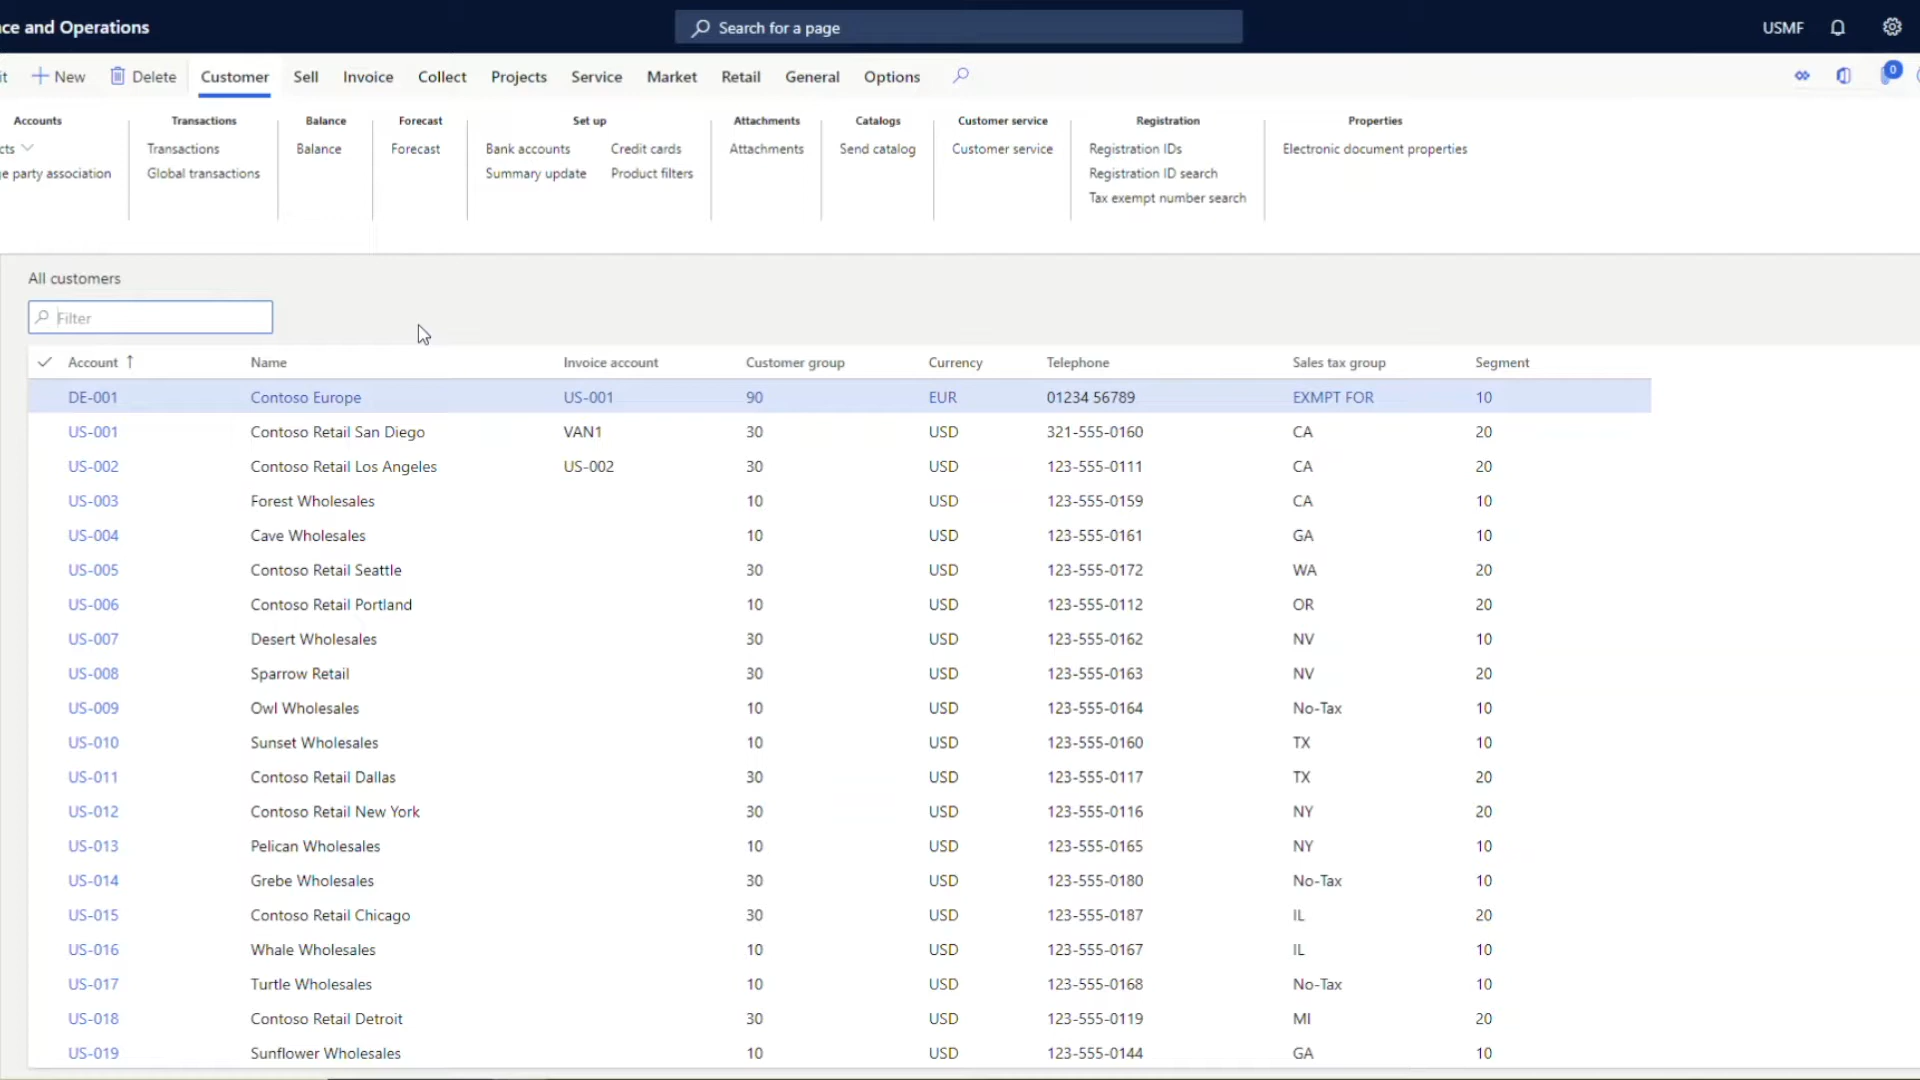 ce and Operations
Search for a page
USMF
it New Delete Customer Sell Invoice Collect Projects Service Market Retail General Options 0
Accounts Transactions Balance Forecast Set up Attachments Catalogs Customer service Registration Properties
cts Transactions Balance Forecast Bank accounts Credit cards Attachments Send catalog Customer service Registration IDs Electronic document properties
e party association Global transactions Summary update Product filters Registration ID search
Tax exempt number search
All customers
Filter
Account ↑ Name Invoice account Customer group Currency Telephone Sales tax group Segment
DE-001 Contoso Europe US-001 90 EUR 01234 56789 EXMPT FOR 10
US-001 Contoso Retail San Diego VAN1 30 USD 321-555-0160 CA 20
US-002 Contoso Retail Los Angeles US-002 30 USD 123-555-0111 CA 20
US-003 Forest Wholesales 10 USD 123-555-0159 CA 10
US-004 Cave Wholesales 10 USD 123-555-0161 GA 10
US-005 Contoso Retail Seattle 30 USD 123-555-0172 WA 20
US-006 Contoso Retail Portland 10 USD 123-555-0112 OR 20
US-007 Desert Wholesales 30 USD 123-555-0162 NV 10
US-008 Sparrow Retail 30 USD 123-555-0163 NV 20
US-009 Owl Wholesales 10 USD 123-555-0164 No-Tax 10
US-010 Sunset Wholesales 10 USD 123-555-0160 TX 10
US-011 Contoso Retail Dallas 30 USD 123-555-0117 TX 20
US-012 Contoso Retail New York 30 USD 123-555-0116 NY 20
US-013 Pelican Wholesales 10 USD 123-555-0165 NY 10
US-014 Grebe Wholesales 30 USD 123-555-0180 No-Tax 10
US-015 Contoso Retail Chicago 30 USD 123-555-0187 IL 20
US-016 Whale Wholesales 10 USD 123-555-0167 IL 10
US-017 Turtle Wholesales 10 USD 123-555-0168 No-Tax 10
US-018 Contoso Retail Detroit 30 USD 123-555-0119 MI 20
US-019 Sunflower Wholesales 10 USD 123-555-0144 GA 10